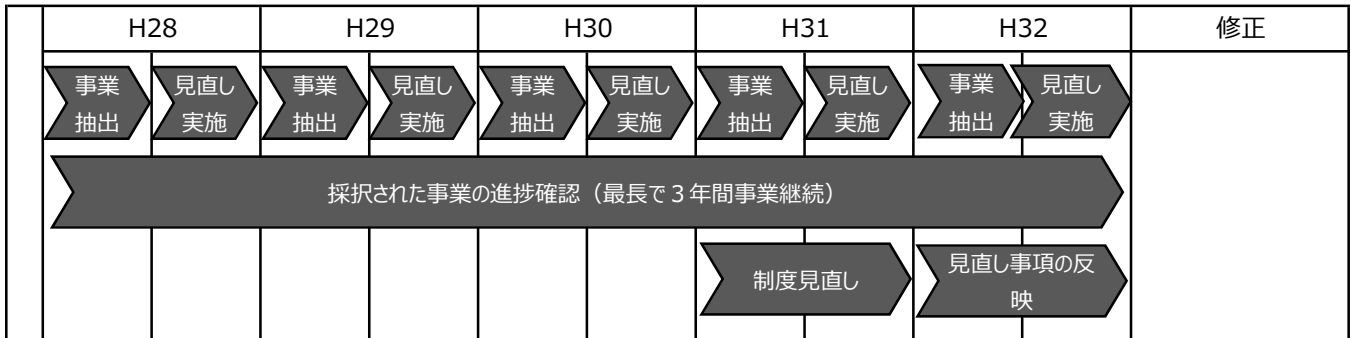 H28 H29 H30 H31 H32 修正
事業 見直し 事業 見直し 事業 見直し 事業 見直し 事業 見直し
抽出 実施 抽出 実施 抽出 実施 抽出 実施 抽出 実施
採択された事業の進捗確認（最長で３年間事業継続）
制度見直し
見直し事項の反
映